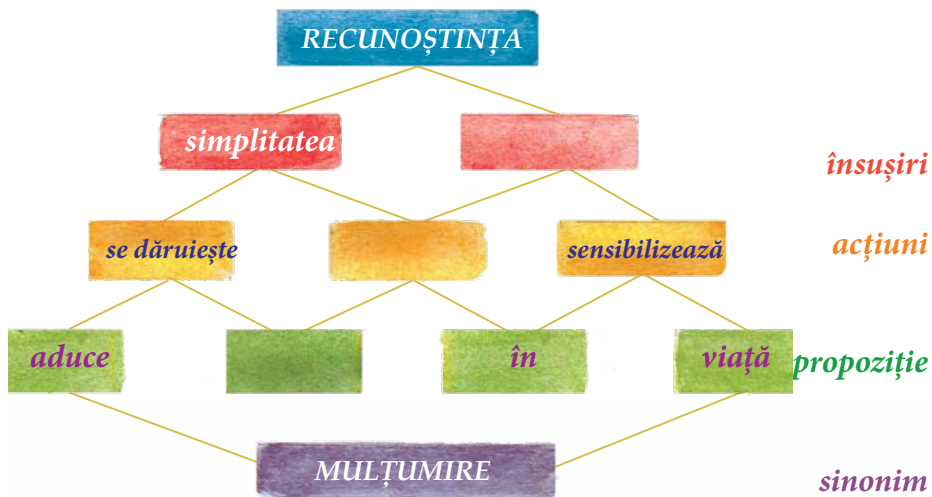 RECUNOȘTINȚA
simplitatea
însușiri
se dăruiește sensibilizează acțiuni
aduce în viață propoziție
MULȚUMIRE
sinonim